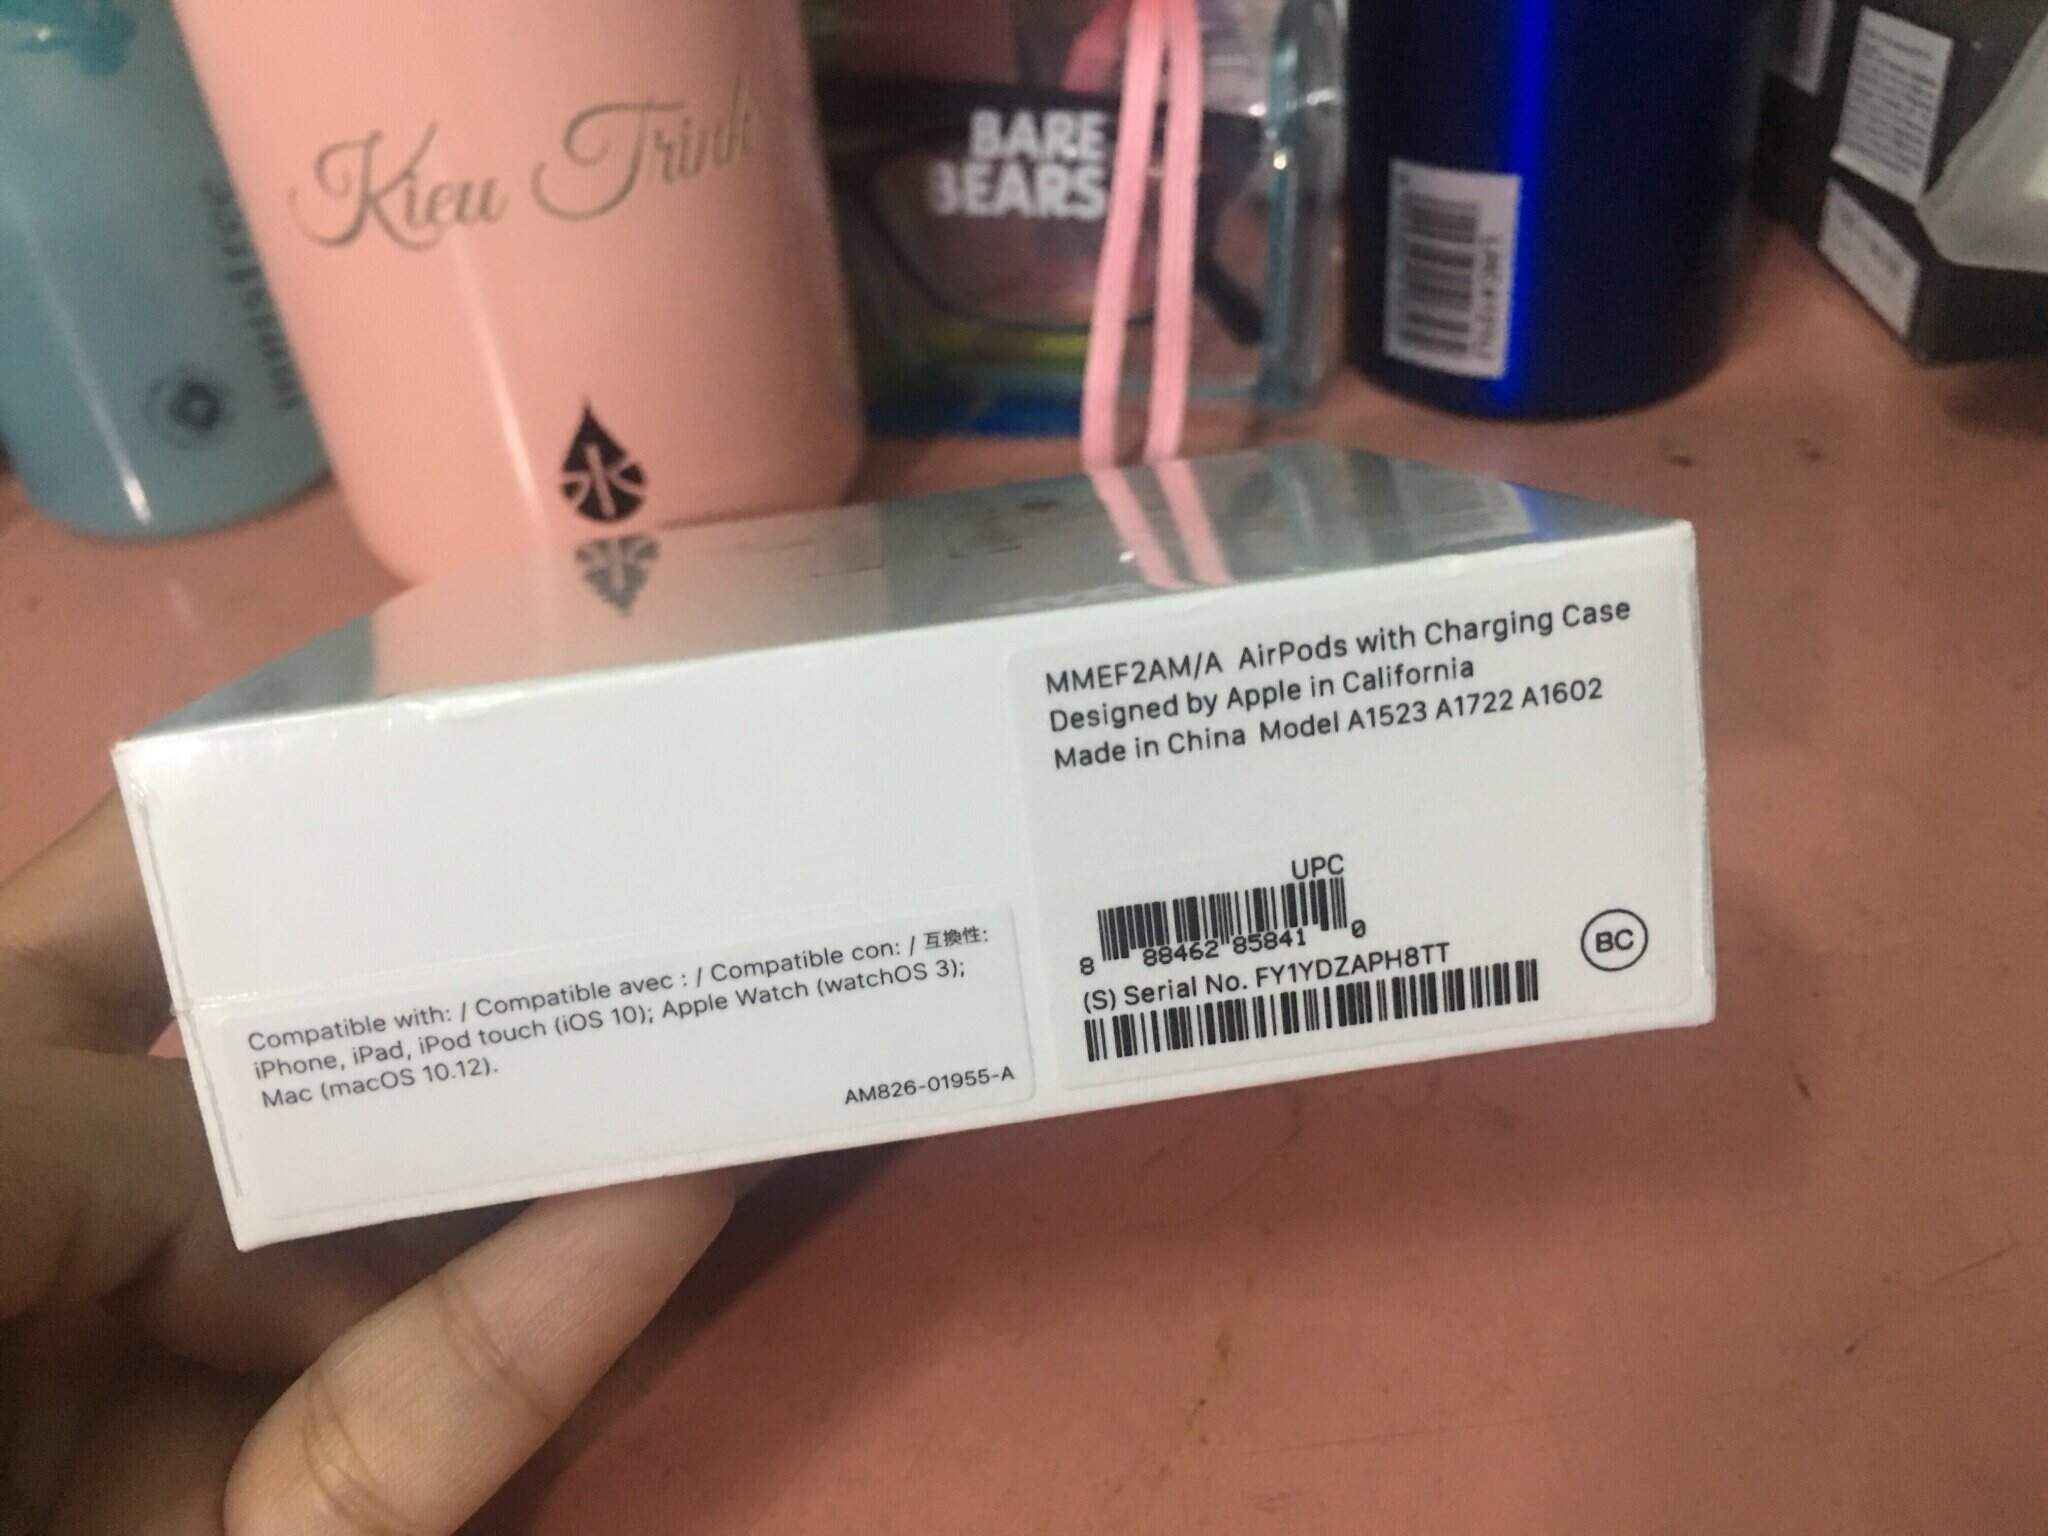 Kieu Trinh
BARE
BEARS
水
MMEF2AM/A AirPods with Charging Case
Designed by Apple in California
Made in China Model A1523 A1722 A1602
UPC
8 88462 85841 0
(S) Serial No. FY1YDZAPH8TT
BC
Compatible with: / Compatible avec : / Compatible con: / 互換性:
iPhone, iPad, iPod touch (iOS 10); Apple Watch (watchOS 3);
Mac (macOS 10.12).
AM826-01955-A